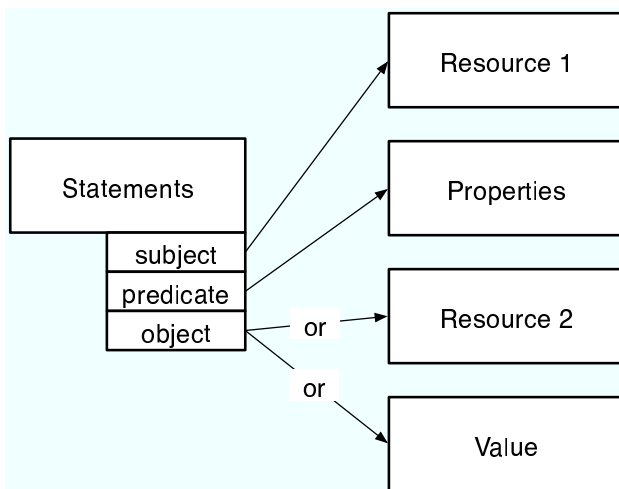 Resource 1
Statements
Properties
subject
predicate
object
or
Resource 2
or
Value